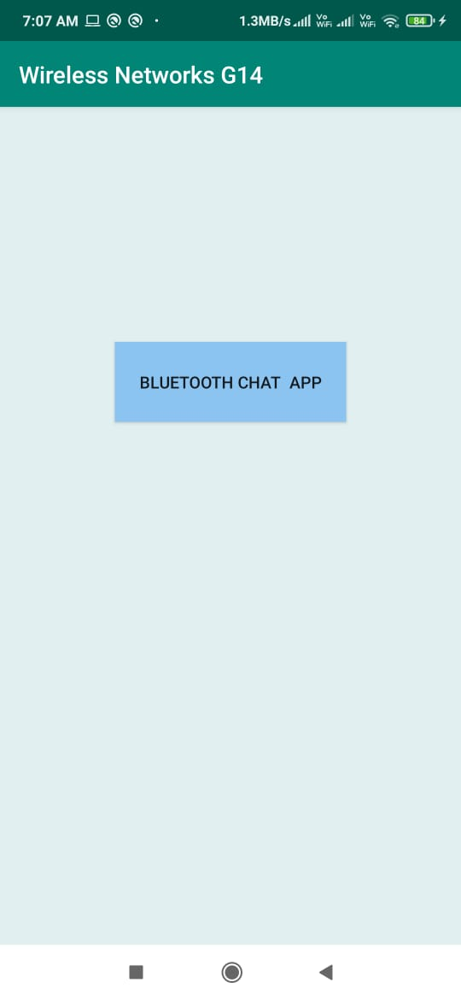 7:07 AM 1.3MB/s Vo WiFi Vo WiFi 84
Wireless Networks G14
BLUETOOTH CHAT  APP